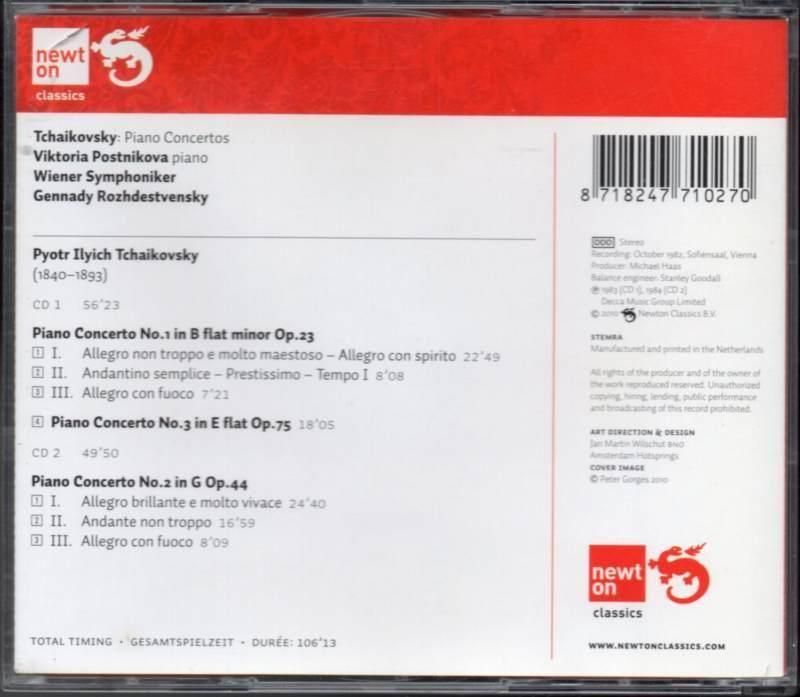 newt
on
classics
Tchaikovsky: Piano Concertos
Viktoria Postnikova piano
Wiener Symphoniker
Gennady Rozhdestvensky
Pyotr Ilyich Tchaikovsky
(1840–1893)
CD 1 56'23
Piano Concerto No.1 in B flat minor Op.23
1 I. Allegro non troppo e molto maestoso – Allegro con spirito 22'49
2 II. Andantino semplice – Prestissimo – Tempo I 8'08
3 III. Allegro con fuoco 7'21
4 Piano Concerto No.3 in E flat Op.75 18'05
CD 2 49'50
Piano Concerto No.2 in G Op.44
1 I. Allegro brillante e molto vivace 24'40
2 II. Andante non troppo 16'59
3 III. Allegro con fuoco 8'09
TOTAL TIMING • GESAMTSPIELZEIT • DURÉE: 106'13
8 718247 710270
DDD Stereo
Recording: October 1982, Sofiensaal, Vienna
Producer: Michael Haas
Balance engineer: Stanley Goodall
℗ 1983 [CD 1], 1984 [CD 2]
Decca Music Group Limited
© 2010 Newton Classics B.V.
STEMRA
Manufactured and printed in the Netherlands
All rights of the producer and of the owner of
the work reproduced reserved. Unauthorized
copying, hiring, lending, public performance
and broadcasting of this record prohibited.
ART DIRECTION & DESIGN
Jan Martin Wilschut BNO
Amsterdam Hotsprings
COVER IMAGE
© Peter Gorges 2010
newt
on
classics
WWW.NEWTONCLASSICS.COM